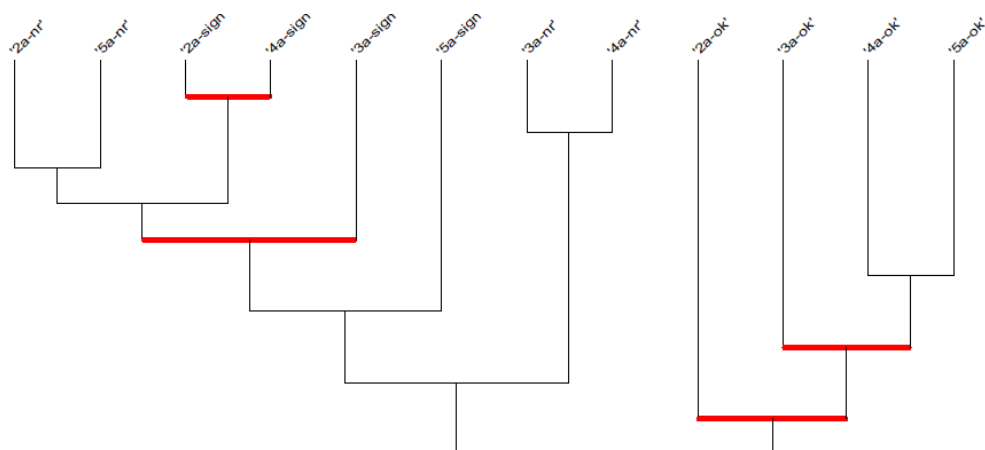 '2a-nr'
'5a-nr'
'2a-sign
'4a-sign
'3a-sign
'5a-sign
'3a-nr'
'4a-nr'
'2a-ok'
'3a-ok'
'4a-ok'
'5a-ok'